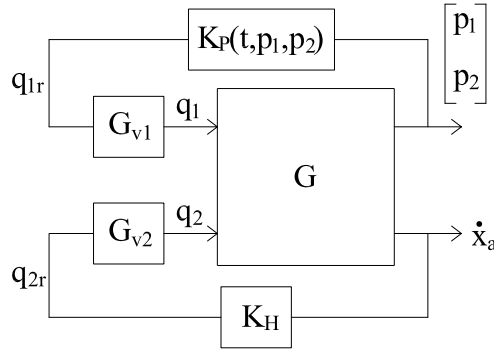 K_P(t,p_1,p_2)
[p_1
p_2]
q_1r
G_v1
q_1
G
G_v2
q_2
ẋ_a
q_2r
K_H